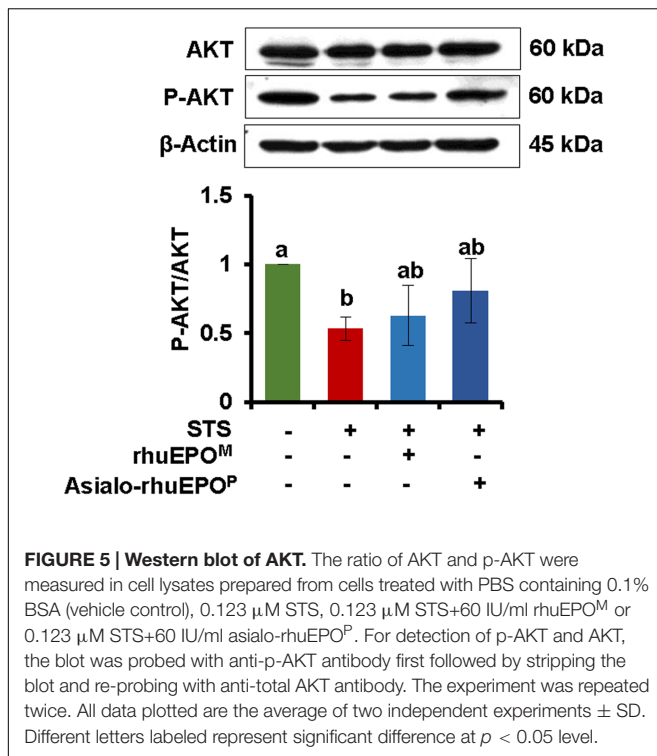 AKT 60 kDa
P-AKT 60 kDa
β-Actin 45 kDa
1.5
1
0.5
0
P-AKT/AKT
a
b
ab
ab
STS - + + +
rhuEPOᴹ - - + -
Asialo-rhuEPOᴾ - - - +
FIGURE 5 | Western blot of AKT. The ratio of AKT and p-AKT were
measured in cell lysates prepared from cells treated with PBS containing 0.1%
BSA (vehicle control), 0.123 μM STS, 0.123 μM STS+60 IU/ml rhuEPOᴹ or
0.123 μM STS+60 IU/ml asialo-rhuEPOᴾ. For detection of p-AKT and AKT,
the blot was probed with anti-p-AKT antibody first followed by stripping the
blot and re-probing with anti-total AKT antibody. The experiment was repeated
twice. All data plotted are the average of two independent experiments ± SD.
Different letters labeled represent significant difference at p < 0.05 level.